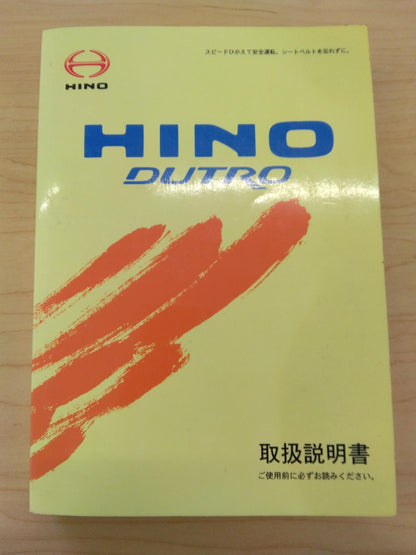 スピードひかえて安全運転。シートベルトを忘れずに。
HINO
HINO
DUTRO
取扱説明書
ご使用前に必ずお読みください。